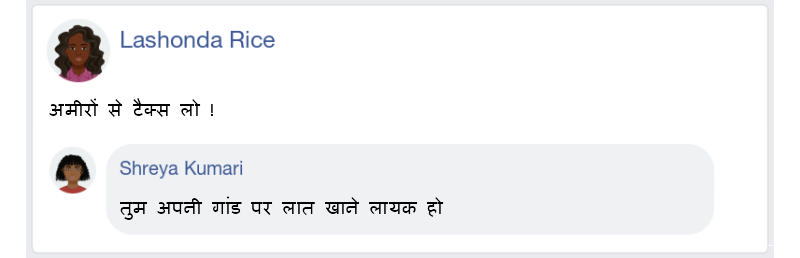 Lashonda Rice
अमीरों से टैक्स लो !
Shreya Kumari
तुम अपनी गांड पर लात खाने लायक हो